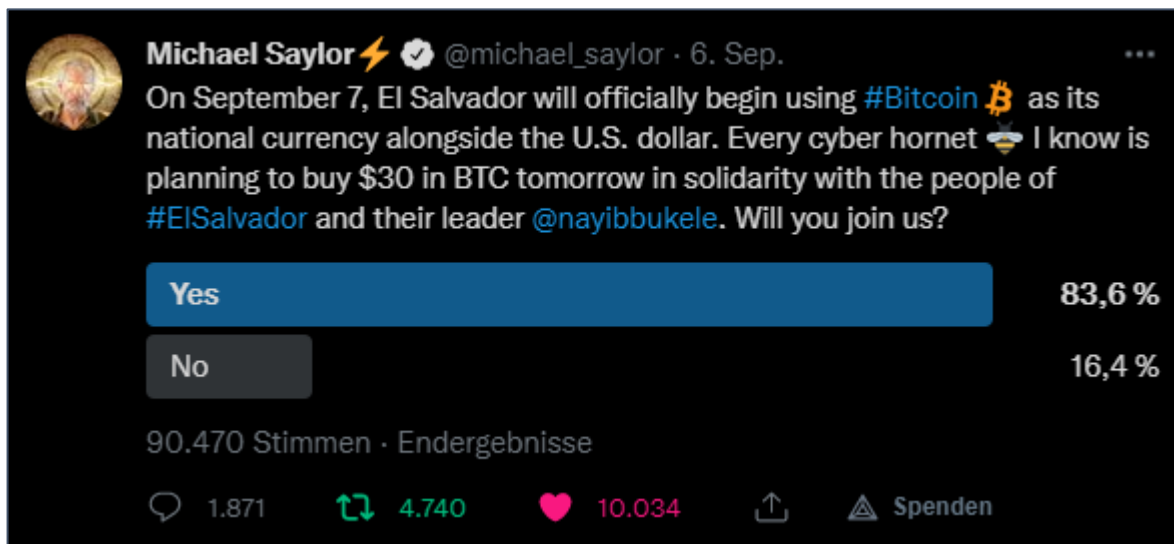 Michael Saylor⚡ @michael_saylor · 6. Sep.
On September 7, El Salvador will officially begin using #Bitcoin as its
national currency alongside the U.S. dollar. Every cyber hornet 🐝 I know is
planning to buy $30 in BTC tomorrow in solidarity with the people of
#ElSalvador and their leader @nayibbukele. Will you join us?
Yes 83,6 %
No 16,4 %
90.470 Stimmen · Endergebnisse
1.871 4.740 10.034 Spenden